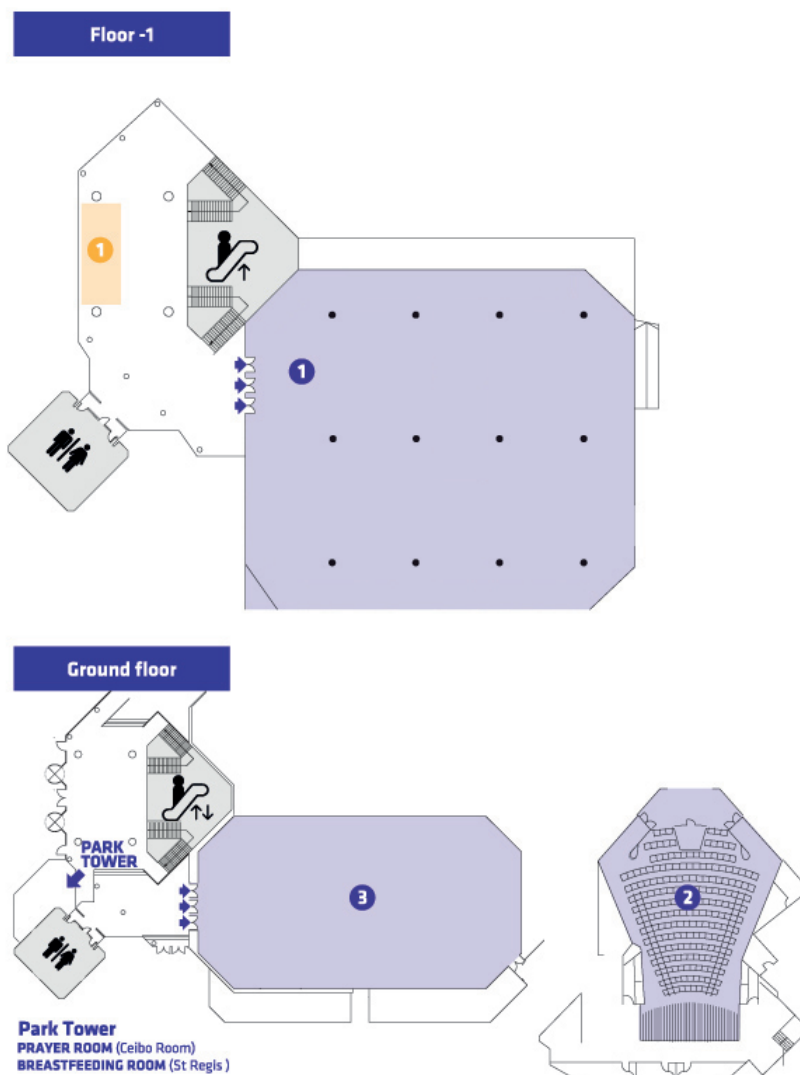 Floor -1
1
1
Ground floor
PARK
TOWER
3
2
Park Tower
PRAYER ROOM (Ceibo Room)
BREASTFEEDING ROOM (St Regis )